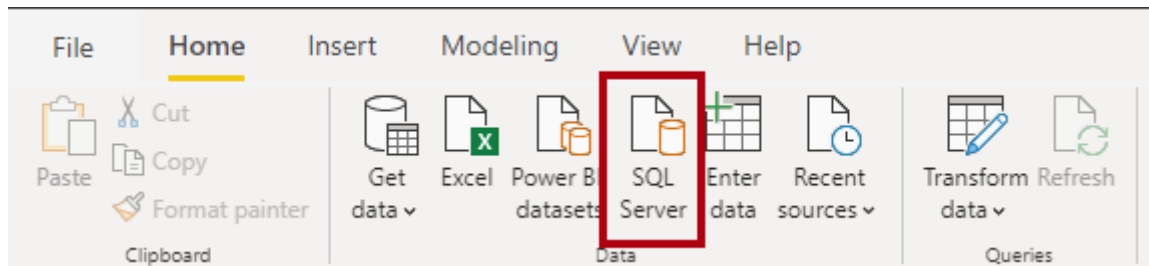 File Home Insert Modeling View Help
Paste
Cut
Copy
Format painter
Clipboard
Get
data
Excel
X
Power BI
datasets
SQL
Server
Enter
data
Recent
sources
Data
Transform
data
Refresh
Queries